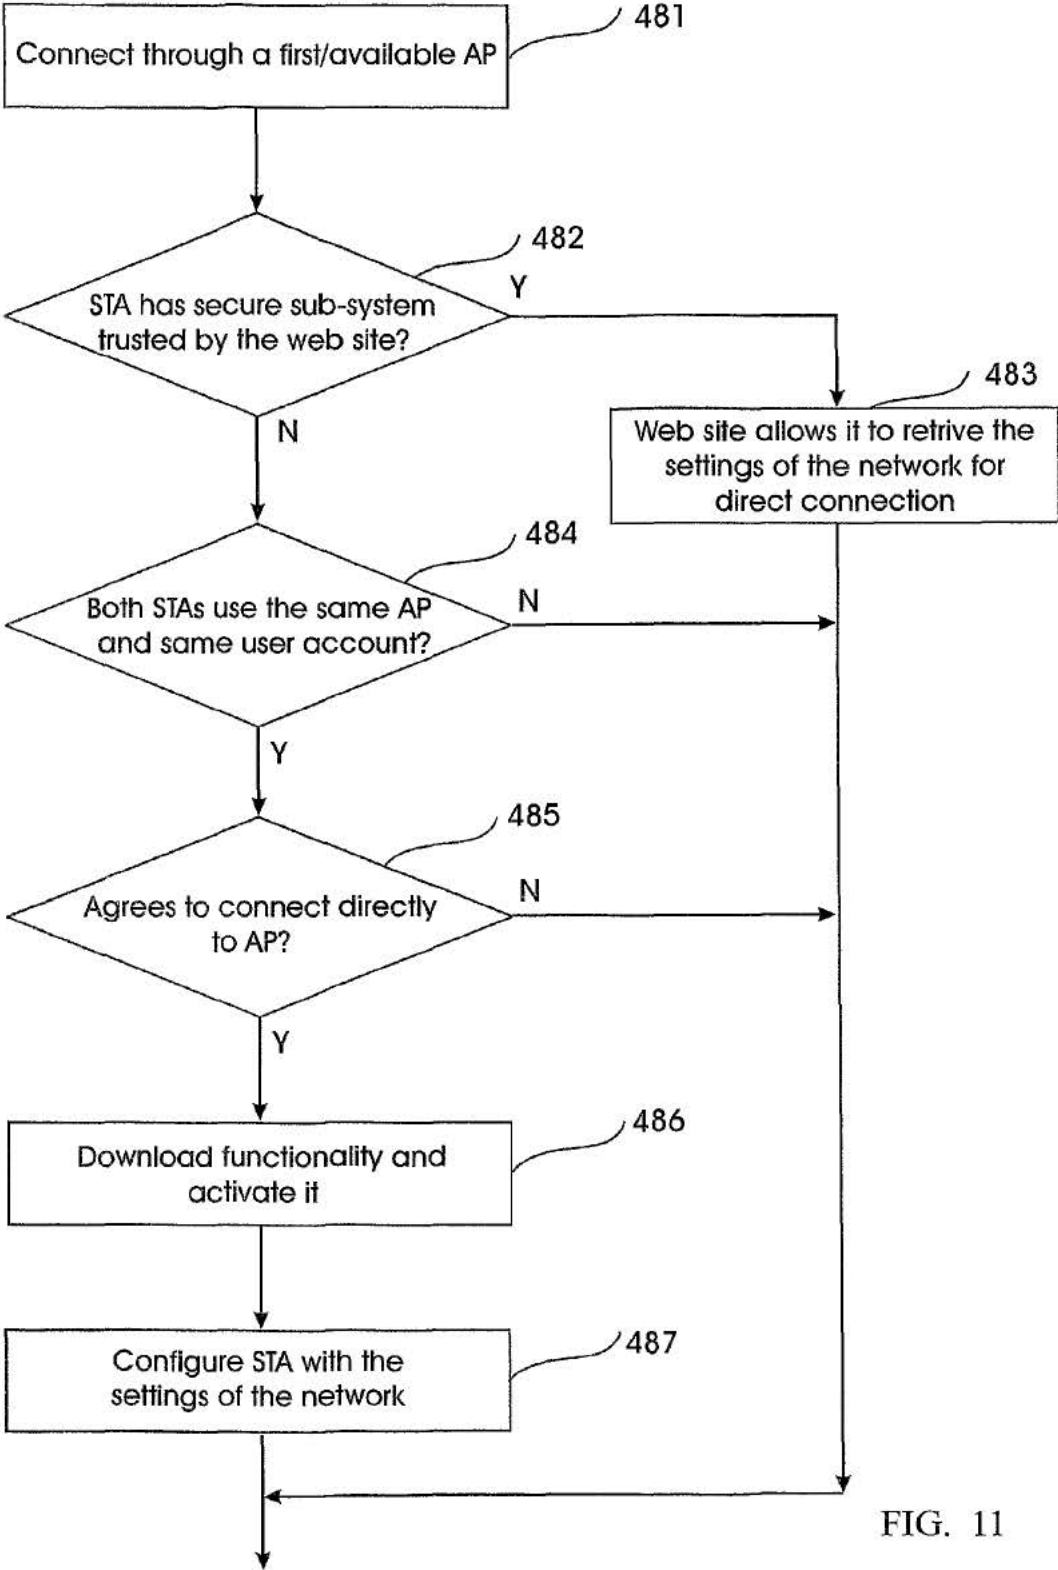 481
Connect through a first/available AP
482
Y
STA has secure sub-system
trusted by the web site?
N
483
Web site allows it to retrive the
settings of the network for
direct connection
484
N
Both STAs use the same AP
and same user account?
Y
485
N
Agrees to connect directly
to AP?
Y
486
Download functionality and
activate it
487
Configure STA with the
settings of the network
FIG. 11